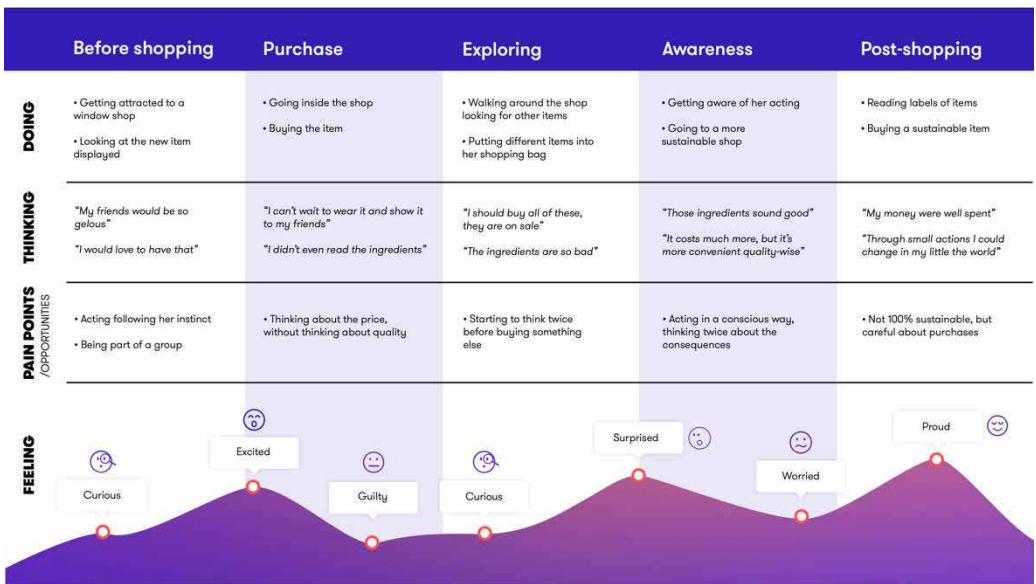 Before shopping
Purchase
Exploring
Awareness
Post-shopping
DOING
• Getting attracted to a
window shop
• Looking at the new item
displayed
• Going inside the shop
• Buying the item
• Walking around the shop
looking for other items
• Putting different items into
her shopping bag
• Getting aware of her acting
• Going to a more
sustainable shop
• Reading labels of items
• Buying a sustainable item
THINKING
“My friends would be so
gelous”
“I would love to have that”
“I can’t wait to wear it and show it
to my friends”
“I didn’t even read the ingredients”
“I should buy all of these,
they are on sale”
“The ingredients are so bad”
“Those ingredients sound good”
“It costs much more, but it’s
more convenient quality-wise”
“My money were well spent”
“Through small actions I could
change in my little the world”
PAIN POINTS
/OPPORTUNITIES
• Acting following her instinct
• Being part of a group
• Thinking about the price,
without thinking about quality
• Starting to think twice
before buying something
else
• Acting in a conscious way,
thinking twice about the
consequences
• Not 100% sustainable, but
careful about purchases
FEELING
Curious
Excited
Guilty
Curious
Surprised
Worried
Proud